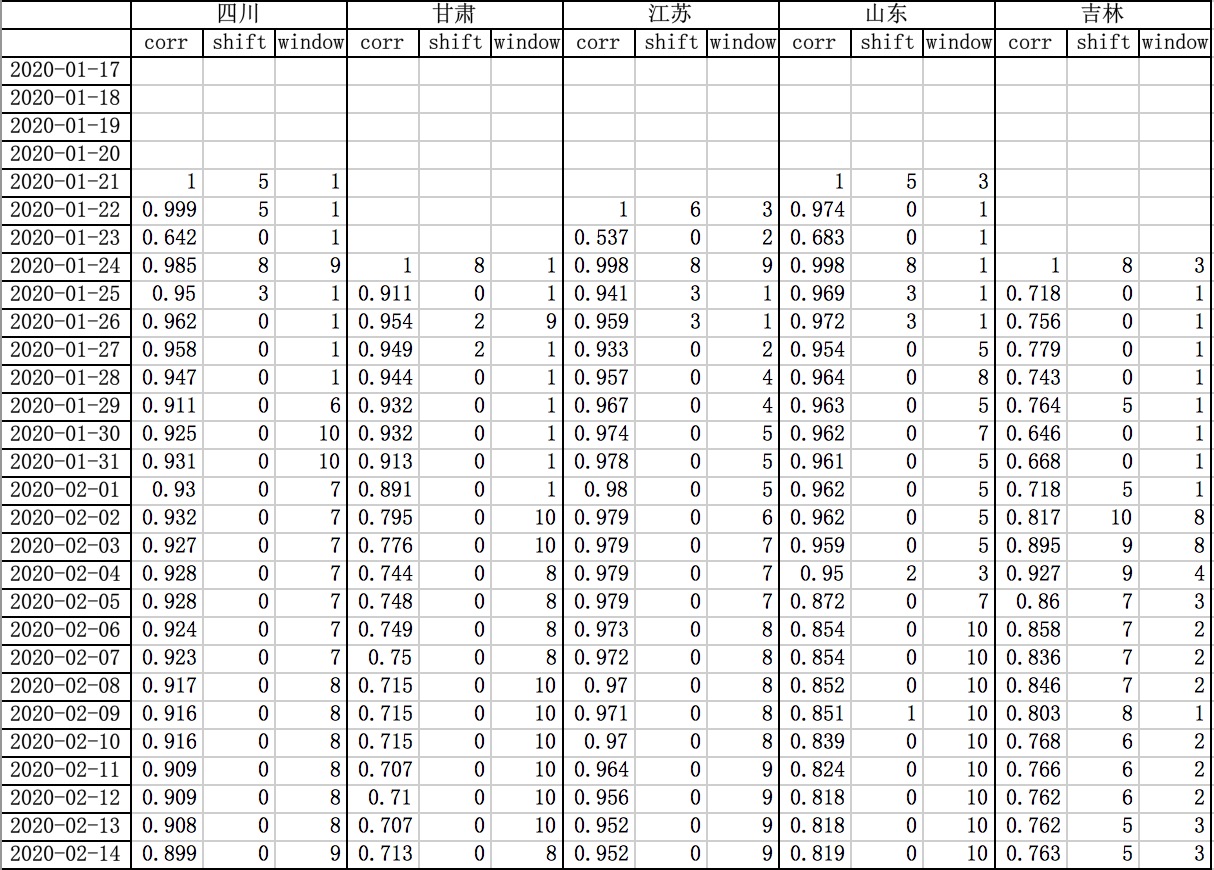 四川 甘肃 江苏 山东 吉林
corr shift window corr shift window corr shift window corr shift window corr shift window
2020-01-17
2020-01-18
2020-01-19
2020-01-20
2020-01-21 1 5 1 1 5 3
2020-01-22 0.999 5 1 1 6 3 0.974 0 1
2020-01-23 0.642 0 1 0.537 0 2 0.683 0 1
2020-01-24 0.985 8 9 1 8 1 0.998 8 9 0.998 8 1 1 8 3
2020-01-25 0.95 3 1 0.911 0 1 0.941 3 1 0.969 3 1 0.718 0 1
2020-01-26 0.962 0 1 0.954 2 9 0.959 3 1 0.972 3 1 0.756 0 1
2020-01-27 0.958 0 1 0.949 2 1 0.933 0 2 0.954 0 5 0.779 0 1
2020-01-28 0.947 0 1 0.944 0 1 0.957 0 4 0.964 0 8 0.743 0 1
2020-01-29 0.911 0 6 0.932 0 1 0.967 0 4 0.963 0 5 0.764 5 1
2020-01-30 0.925 0 10 0.932 0 1 0.974 0 5 0.962 0 7 0.646 0 1
2020-01-31 0.931 0 10 0.913 0 1 0.978 0 5 0.961 0 5 0.668 0 1
2020-02-01 0.93 0 7 0.891 0 1 0.98 0 5 0.962 0 5 0.718 5 1
2020-02-02 0.932 0 7 0.795 0 10 0.979 0 6 0.962 0 5 0.817 10 8
2020-02-03 0.927 0 7 0.776 0 10 0.979 0 7 0.959 0 5 0.895 9 8
2020-02-04 0.928 0 7 0.744 0 8 0.979 0 7 0.95 2 3 0.927 9 4
2020-02-05 0.928 0 7 0.748 0 8 0.979 0 7 0.872 0 7 0.86 7 3
2020-02-06 0.924 0 7 0.749 0 8 0.973 0 8 0.854 0 10 0.858 7 2
2020-02-07 0.923 0 7 0.75 0 8 0.972 0 8 0.854 0 10 0.836 7 2
2020-02-08 0.917 0 8 0.715 0 10 0.97 0 8 0.852 0 10 0.846 7 2
2020-02-09 0.916 0 8 0.715 0 10 0.971 0 8 0.851 1 10 0.803 8 1
2020-02-10 0.916 0 8 0.715 0 10 0.97 0 8 0.839 0 10 0.768 6 2
2020-02-11 0.909 0 8 0.707 0 10 0.964 0 9 0.824 0 10 0.766 6 2
2020-02-12 0.909 0 8 0.71 0 10 0.956 0 9 0.818 0 10 0.762 6 2
2020-02-13 0.908 0 8 0.707 0 10 0.952 0 9 0.818 0 10 0.762 5 3
2020-02-14 0.899 0 9 0.713 0 8 0.952 0 9 0.819 0 10 0.763 5 3